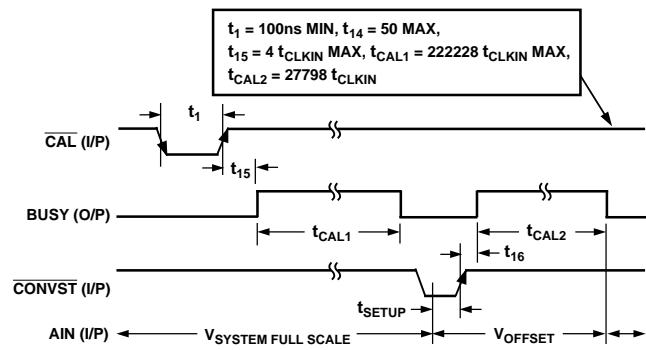 t1 = 100ns MIN, t14 = 50 MAX,
t15 = 4 tCLKIN MAX, tCAL1 = 222228 tCLKIN MAX,
tCAL2 = 27798 tCLKIN
t1
CAL (I/P)
t15
BUSY (O/P)
tCAL1
tCAL2
t16
CONVST (I/P)
tSETUP
AIN (I/P)
VSYSTEM FULL SCALE
VOFFSET